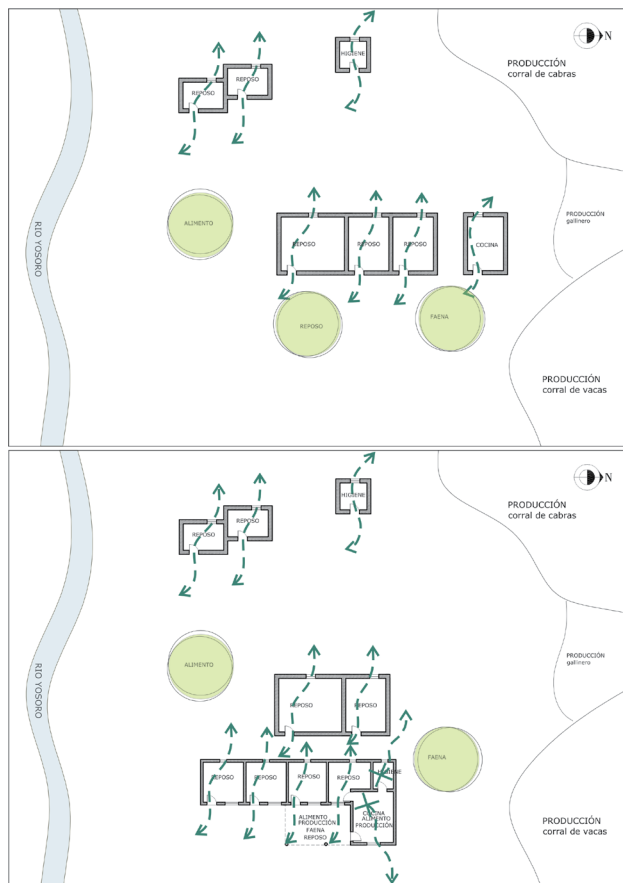 N
HIGIENE
PRODUCCIÓN
corral de cabras
REPOSO
REPOSO
ALIMENTO
PRODUCCIÓN
gallinero
RIO YOSORO
REPOSO
REPOSO
REPOSO
COCINA
REPOSO
FAENA
PRODUCCIÓN
corral de vacas
N
HIGIENE
PRODUCCIÓN
corral de cabras
REPOSO
REPOSO
ALIMENTO
PRODUCCIÓN
gallinero
RIO YOSORO
REPOSO
REPOSO
FAENA
REPOSO
REPOSO
REPOSO
REPOSO
HIGIENE
ALIMENTO
PRODUCCIÓN
FAENA
REPOSO
COCINA
ALIMENTO
PRODUCCIÓN
PRODUCCIÓN
corral de vacas